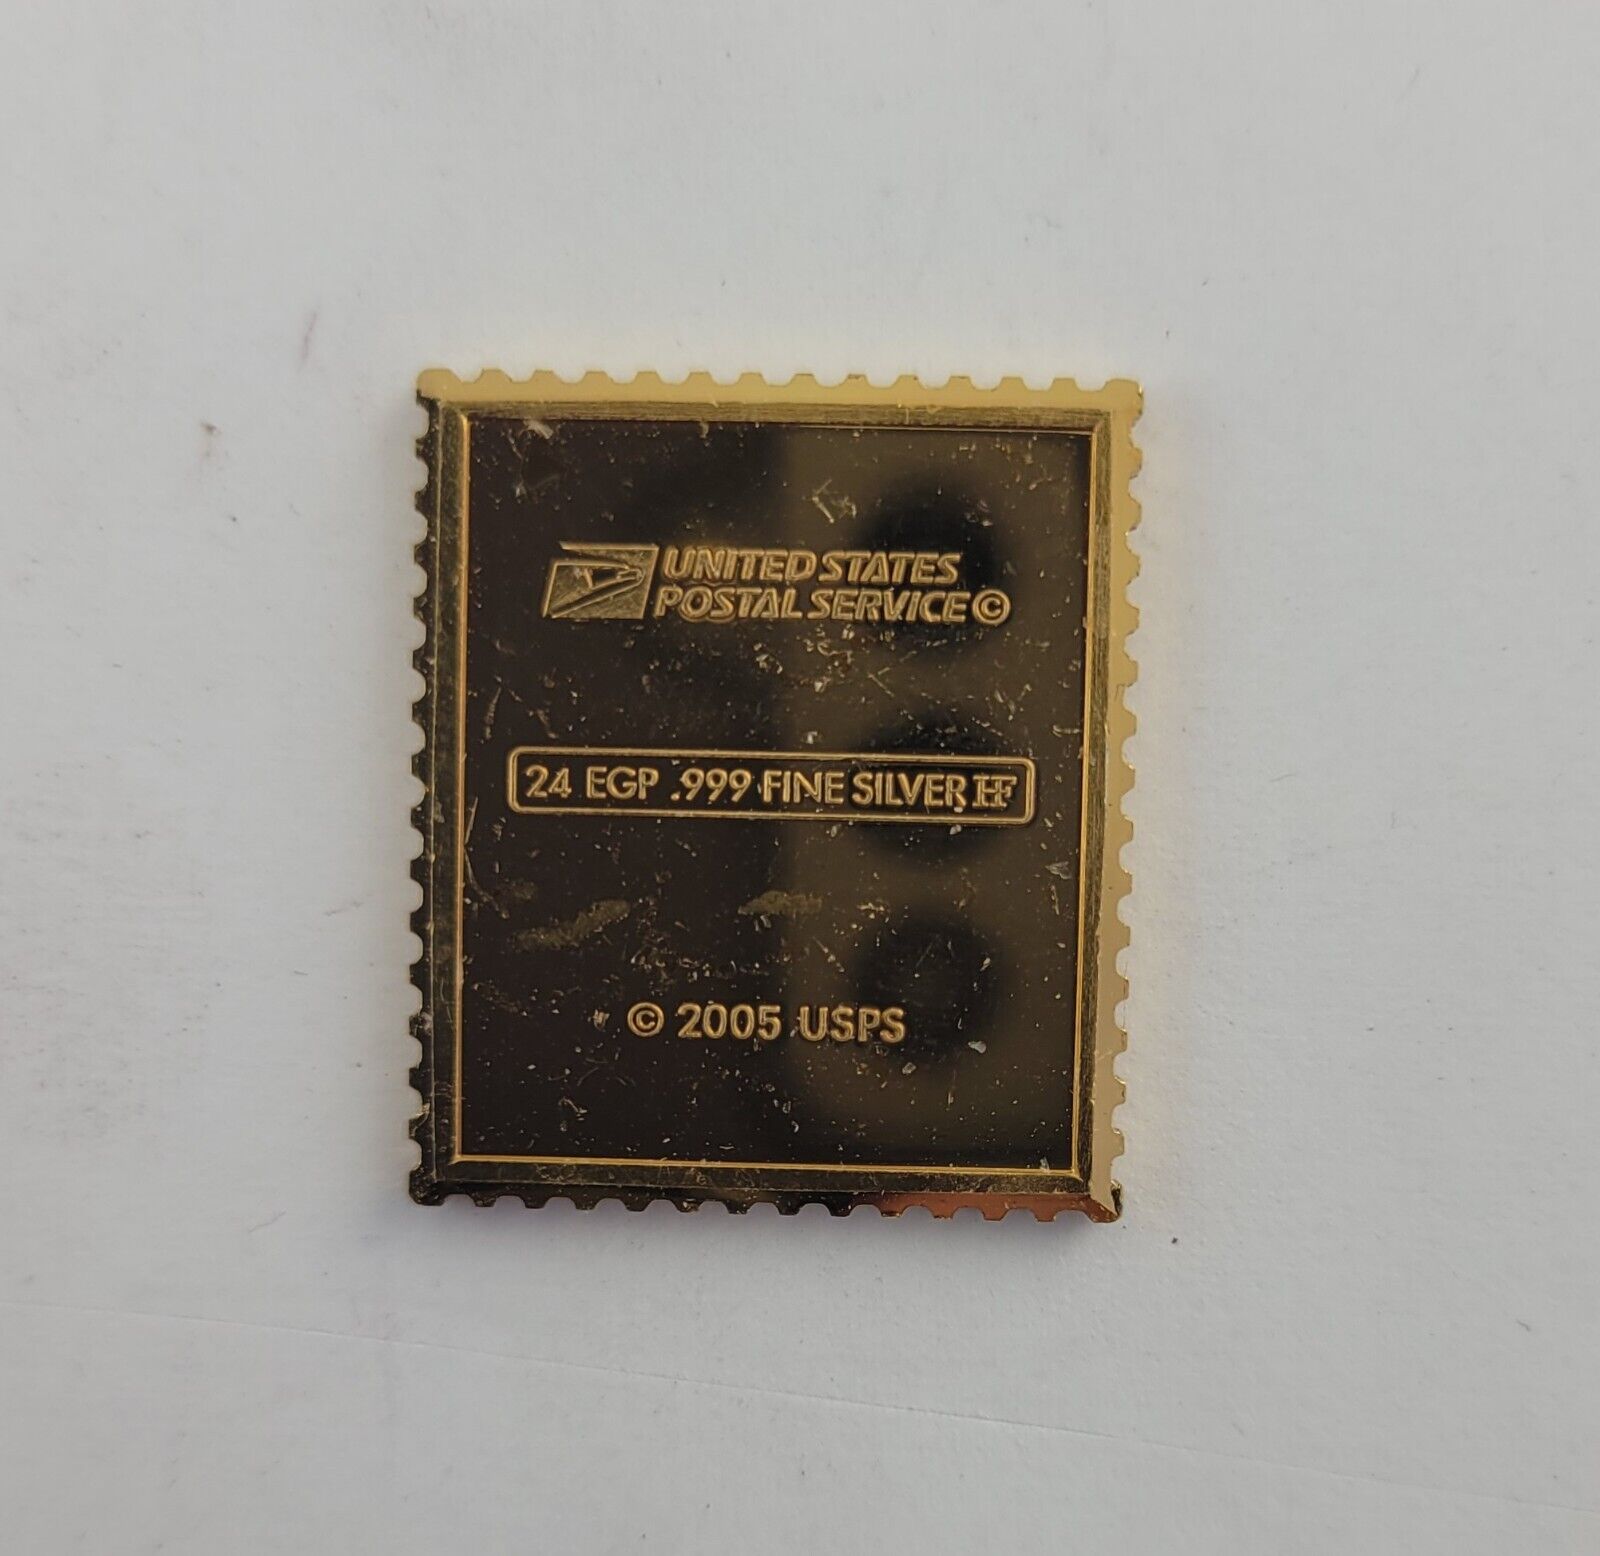 UNITED STATES
POSTAL SERVICE ©
24 EGP .999 FINE SILVER HF
© 2005 USPS